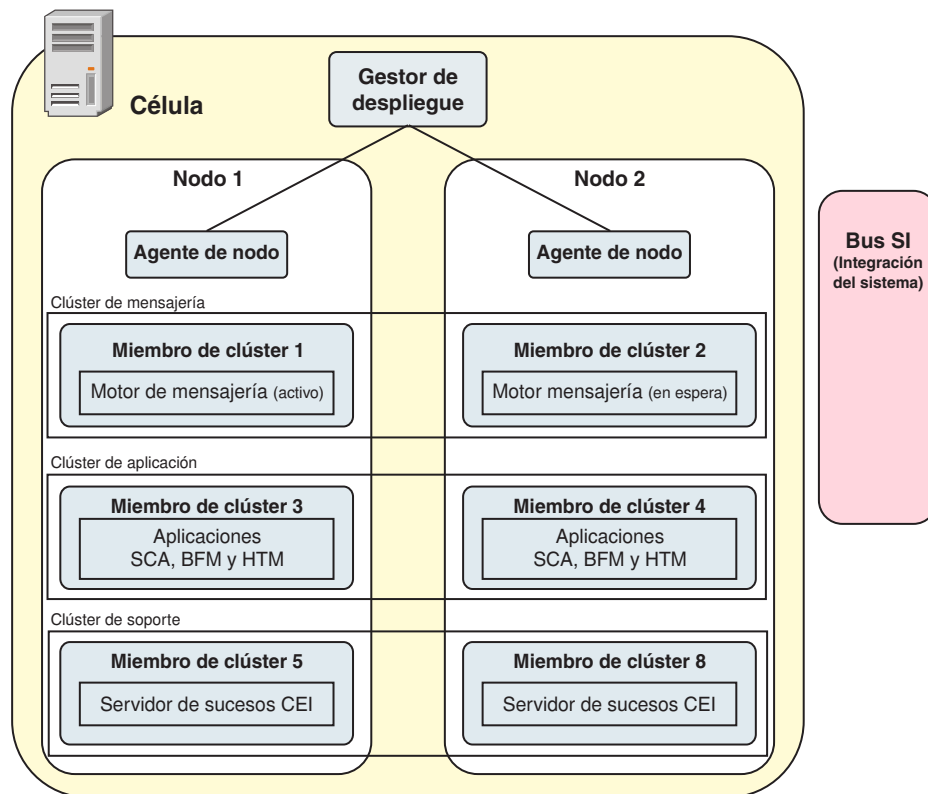 Gestor de
despliegue
Célula
Nodo 1
Nodo 2
Agente de nodo
Agente de nodo
Bus SI
(Integración
del sistema)
Clúster de mensajería
Miembro de clúster 1
Motor de mensajería (activo)
Miembro de clúster 2
Motor mensajería (en espera)
Clúster de aplicación
Miembro de clúster 3
Aplicaciones
SCA, BFM y HTM
Miembro de clúster 4
Aplicaciones
SCA, BFM y HTM
Clúster de soporte
Miembro de clúster 5
Servidor de sucesos CEI
Miembro de clúster 8
Servidor de sucesos CEI